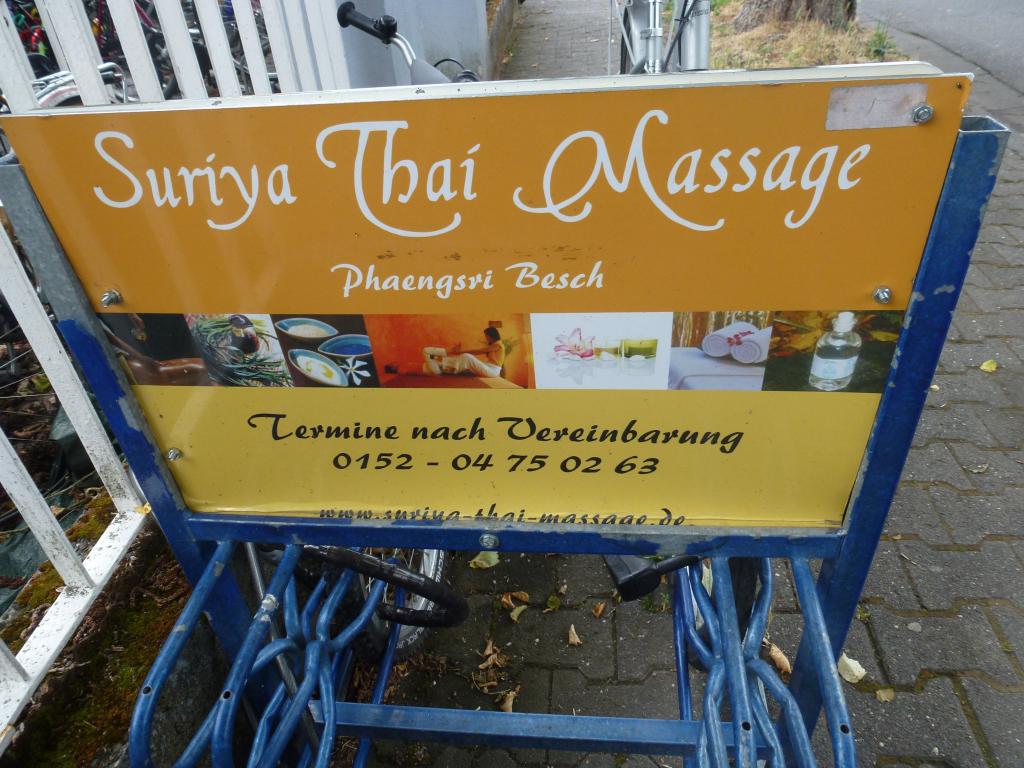 Suriya Thai Massage
Phaengsri Besch
Termine nach Vereinbarung
0152 - 04 75 02 63
www.suriya-thai-massage.de